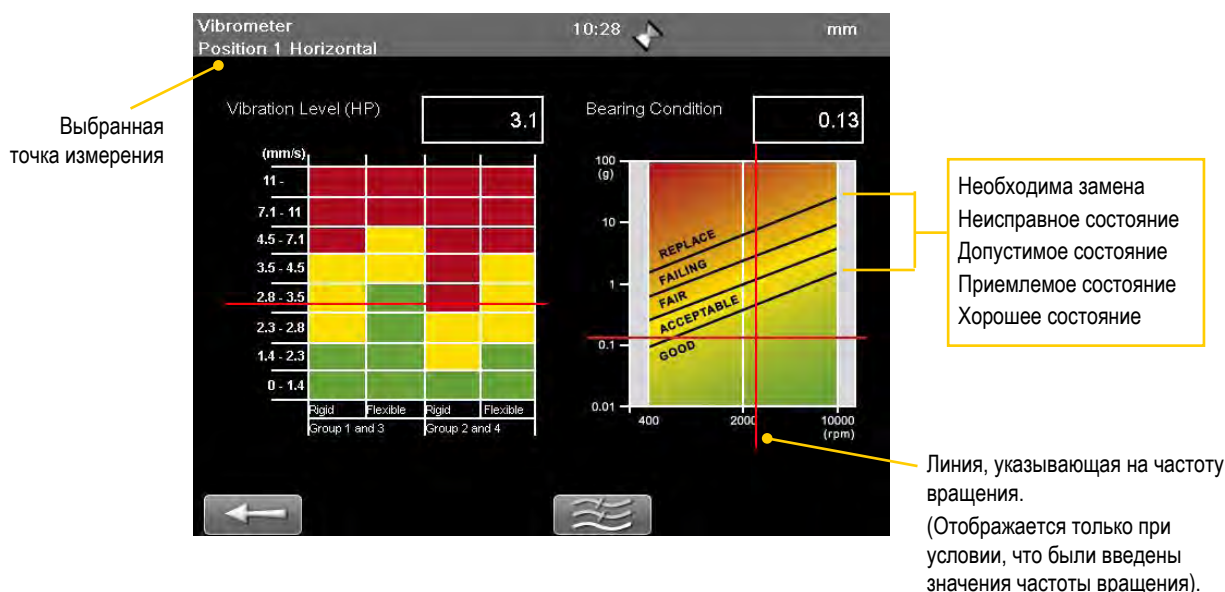 Vibrometer
10:28
mm
Position 1 Horizontal
Выбранная
точка измерения
Vibration Level (HP)
3.1
(mm/s)
11 -
7.1 - 11
4.5 - 7.1
3.5 - 4.5
2.8 - 3.5
2.3 - 2.8
1.4 - 2.3
0 - 1.4
Rigid Flexible Rigid Flexible
Group 1 and 3 Group 2 and 4
Bearing Condition
0.13
100
(g)
10
1
0.1
0.01
REPLACE
FAILING
FAIR
ACCEPTABLE
GOOD
400 2000 10000
(rpm)
Необходима замена
Неисправное состояние
Допустимое состояние
Приемлемое состояние
Хорошее состояние
Линия, указывающая на частоту
вращения.
(Отображается только при
условии, что были введены
значения частоты вращения).